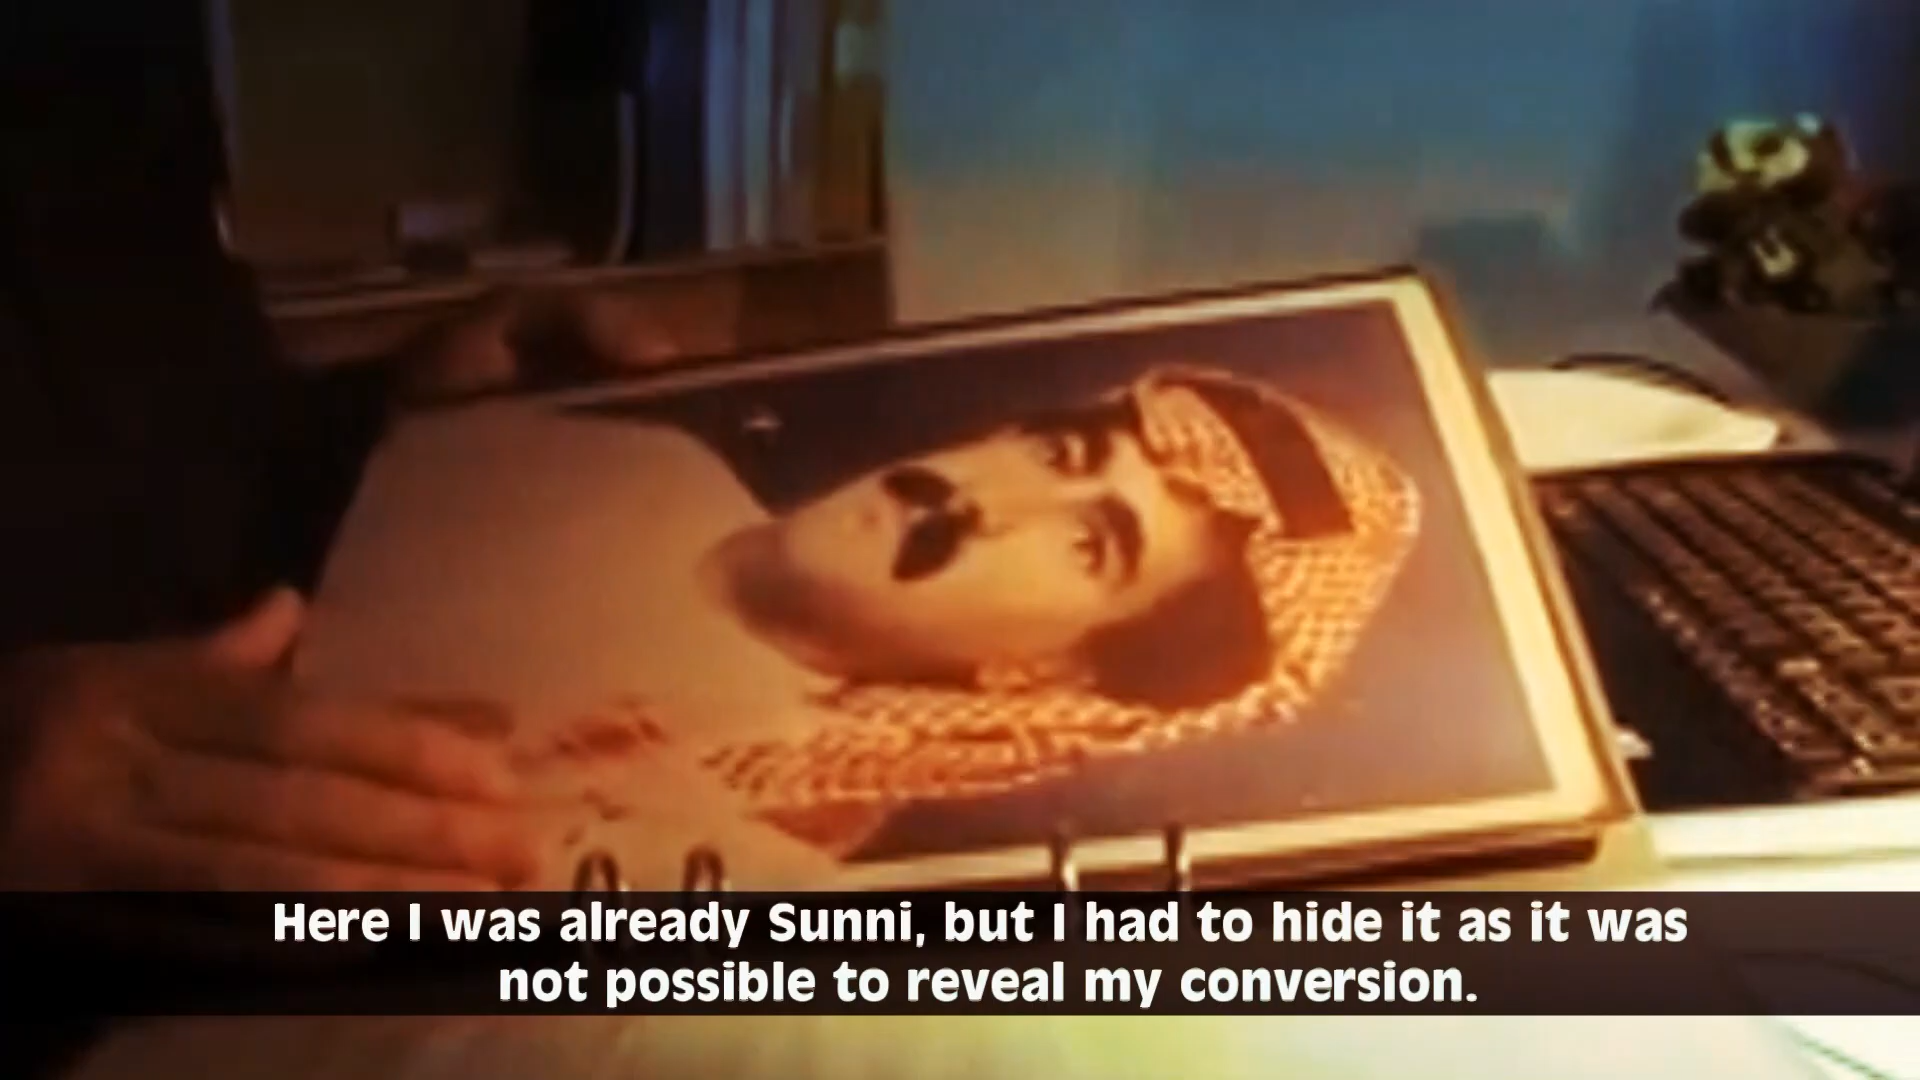 Here I was already Sunni, but I had to hide it as it was
not possible to reveal my conversion.